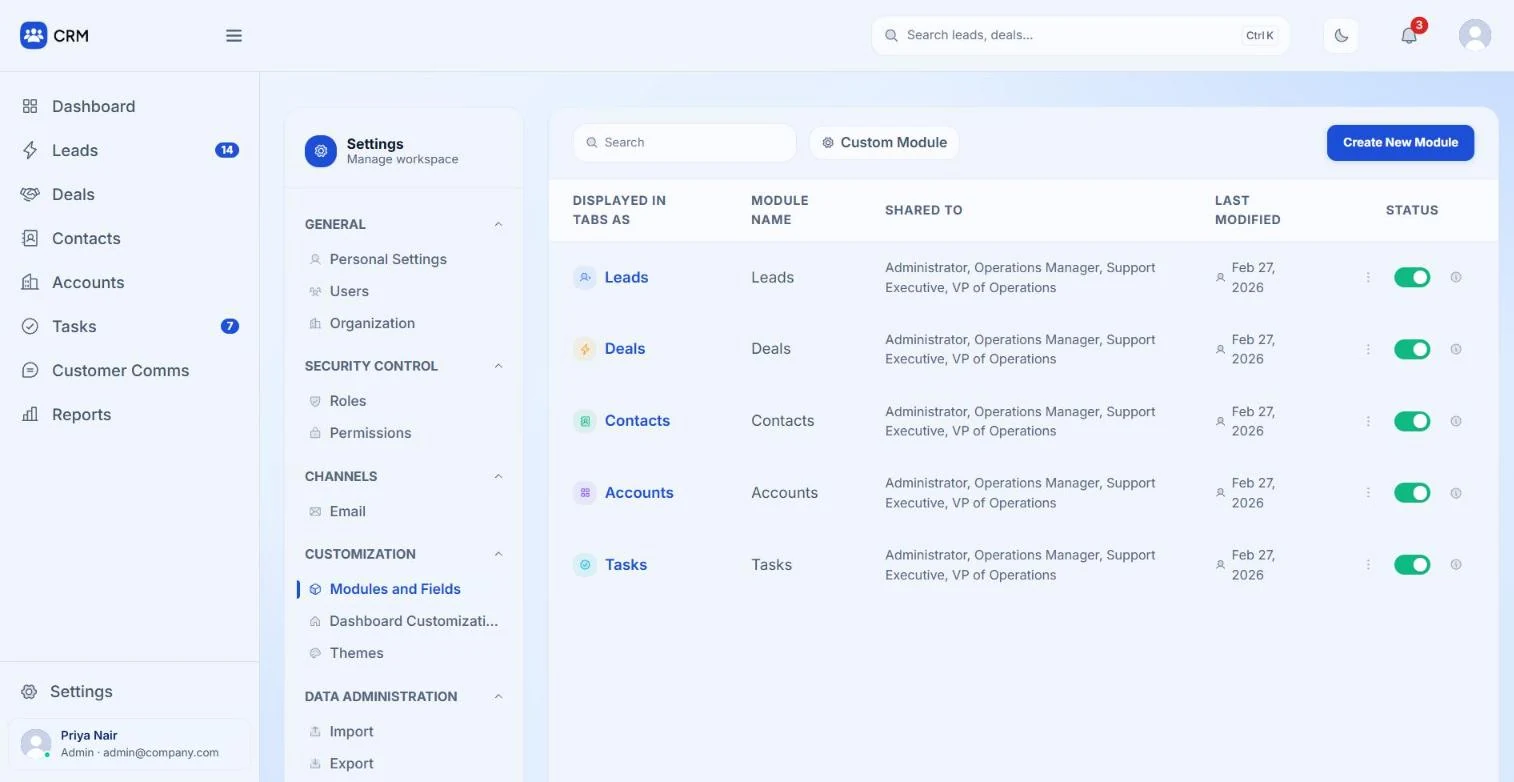 CRM
Search leads, deals...
Ctrl K
3
Dashboard
Leads
14
Deals
Contacts
Accounts
Tasks
7
Customer Comms
Reports
Settings
Priya Nair
Admin · admin@company.com
Settings
Manage workspace
GENERAL
Personal Settings
Users
Organization
SECURITY CONTROL
Roles
Permissions
CHANNELS
Email
CUSTOMIZATION
Modules and Fields
Dashboard Customizati...
Themes
DATA ADMINISTRATION
Import
Export
Search
Custom Module
Create New Module
DISPLAYED IN
TABS AS
MODULE
NAME
SHARED TO
LAST
MODIFIED
STATUS
Leads
Leads
Administrator, Operations Manager, Support
Executive, VP of Operations
Feb 27,
2026
Deals
Deals
Administrator, Operations Manager, Support
Executive, VP of Operations
Feb 27,
2026
Contacts
Contacts
Administrator, Operations Manager, Support
Executive, VP of Operations
Feb 27,
2026
Accounts
Accounts
Administrator, Operations Manager, Support
Executive, VP of Operations
Feb 27,
2026
Tasks
Tasks
Administrator, Operations Manager, Support
Executive, VP of Operations
Feb 27,
2026